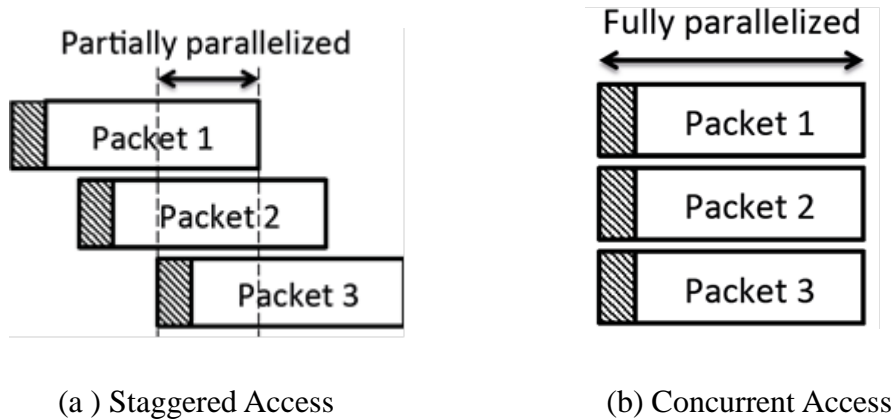 Partially parallelized
Packet 1
Packet 2
Packet 3
(a ) Staggered Access
Fully parallelized
Packet 1
Packet 2
Packet 3
(b) Concurrent Access